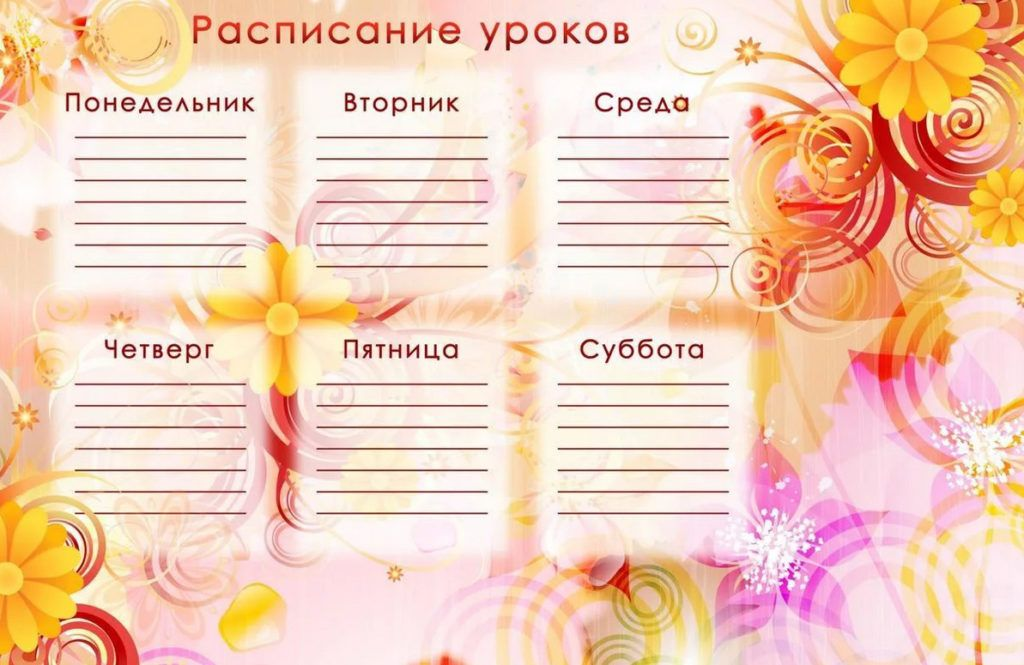 Расписание уроков
Понедельник
Вторник
Среда
Четверг
Пятница
Суббота